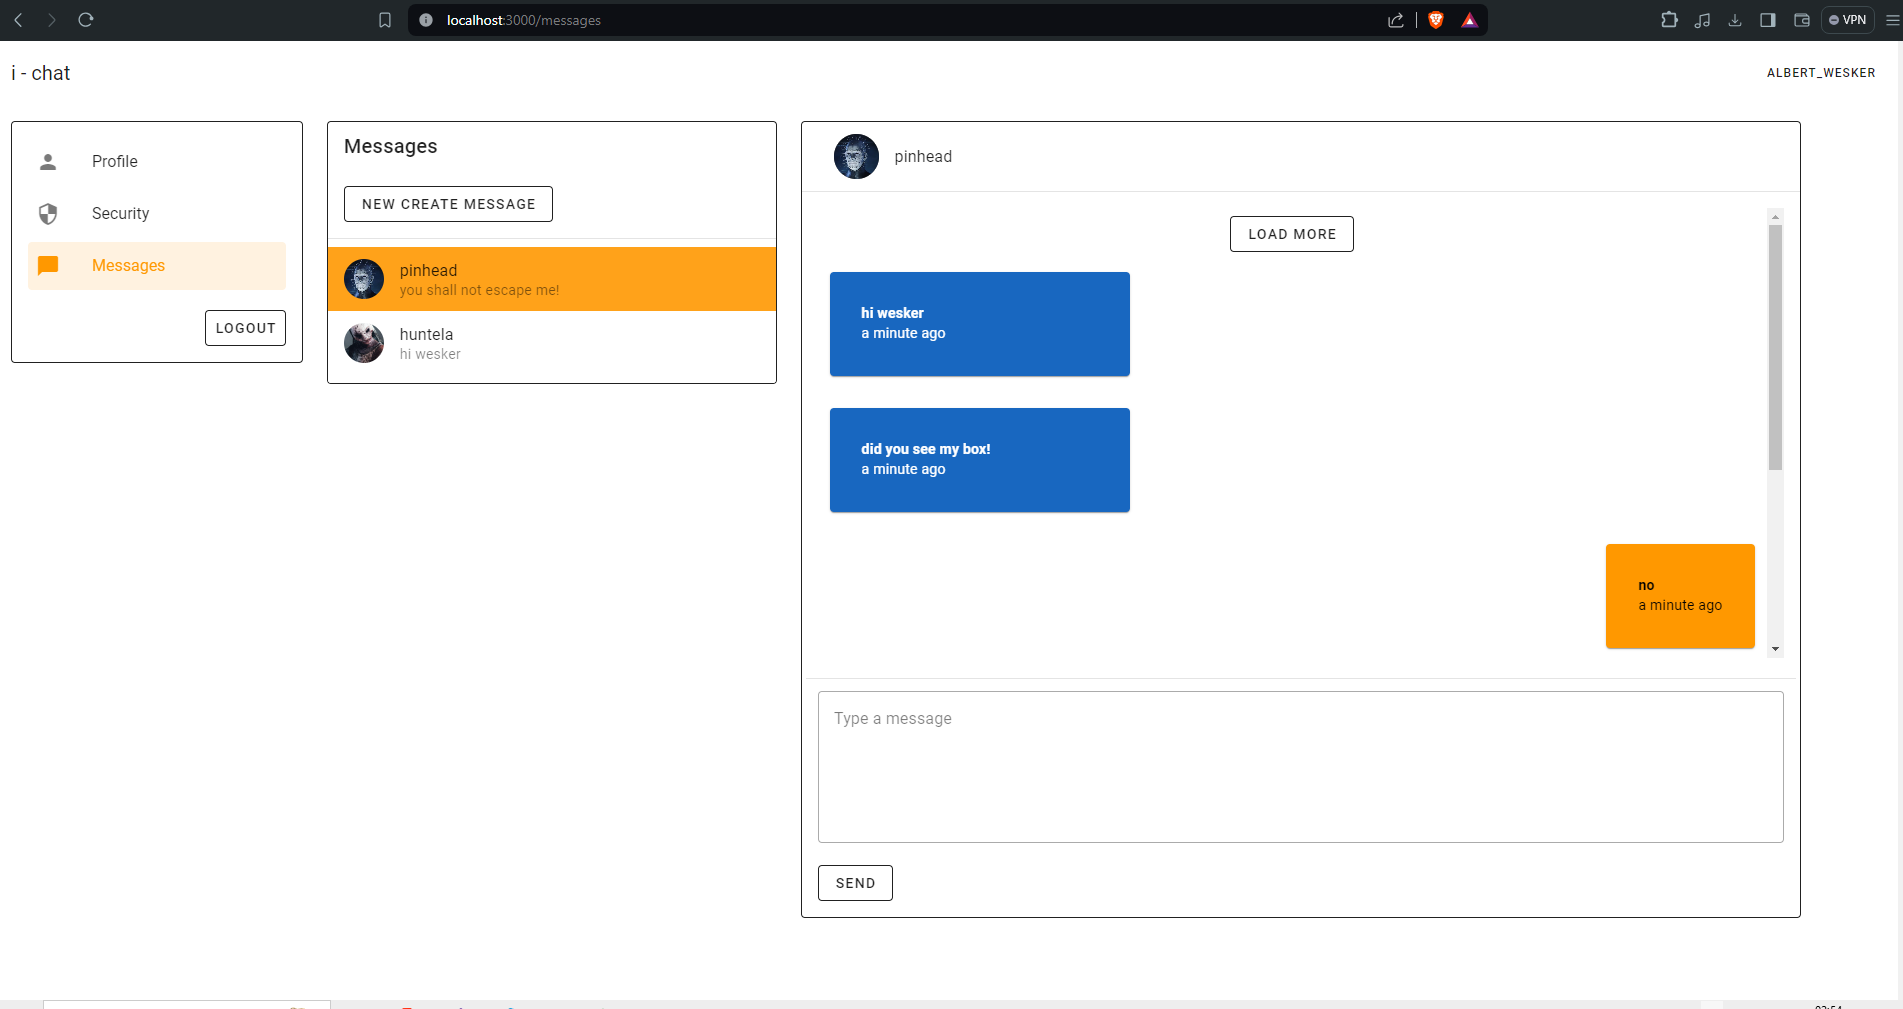 localhost:3000/messages
VPN
i - chat
ALBERT_WESKER
Profile
Security
Messages
LOGOUT
Messages
NEW CREATE MESSAGE
pinhead
you shall not escape me!
huntela
hi wesker
pinhead
LOAD MORE
hi wesker
a minute ago
did you see my box!
a minute ago
no
a minute ago
Type a message
SEND